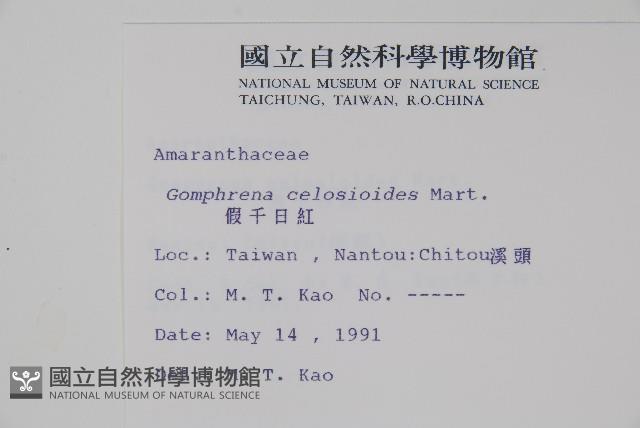 國立自然科學博物館
NATIONAL MUSEUM OF NATURAL SCIENCE
TAICHUNG, TAIWAN, R.O.CHINA
Amaranthaceae
Gomphrena celosioides Mart.
假千日紅
Loc.: Taiwan , Nantou:Chitou溪頭
Col.: M. T. Kao No. -----
Date: May 14 , 1991
T. Kao
國立自然科學博物館
NATIONAL MUSEUM OF NATURAL SCIENCE